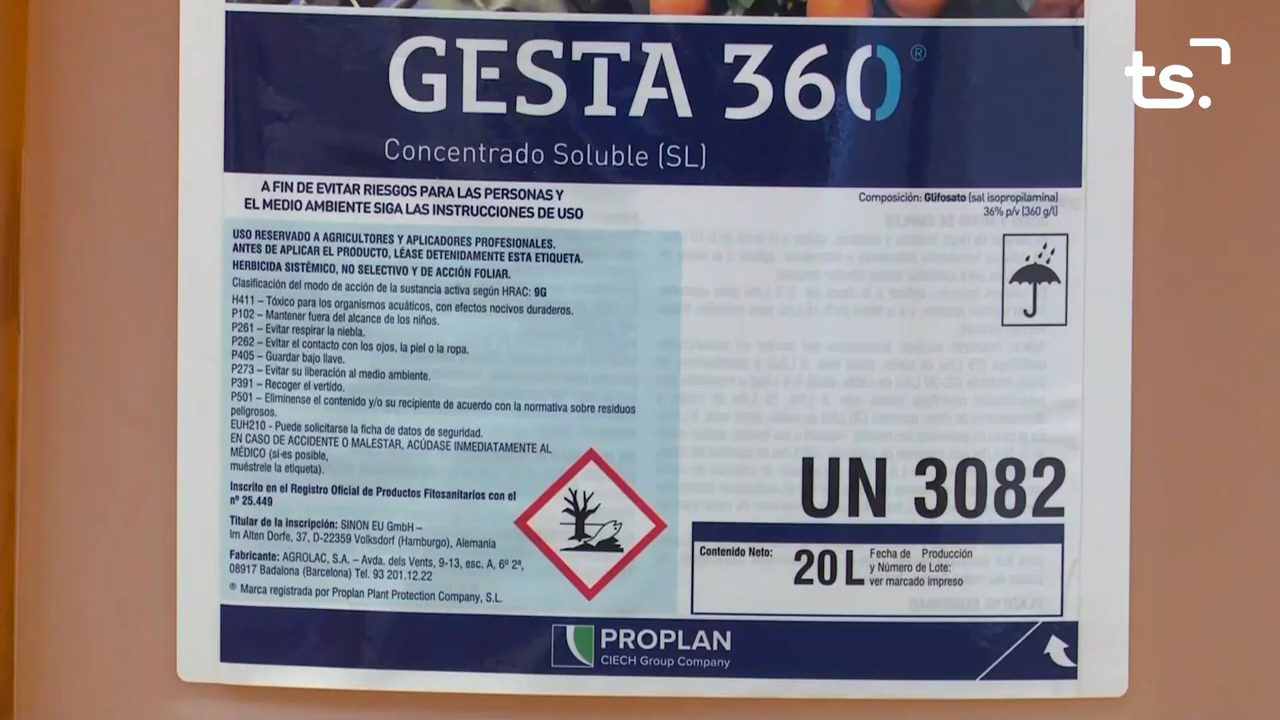 GESTA 360®
ts.
Concentrado Soluble (SL)
A FIN DE EVITAR RIESGOS PARA LAS PERSONAS Y
EL MEDIO AMBIENTE SIGA LAS INSTRUCCIONES DE USO
Composición: Glifosato (sal isopropilamina)
36% p/v (360 g/l)
USO RESERVADO A AGRICULTORES Y APLICADORES PROFESIONALES.
ANTES DE APLICAR EL PRODUCTO, LÉASE DETENIDAMENTE ESTA ETIQUETA.
HERBICIDA SISTÉMICO, NO SELECTIVO Y DE ACCIÓN FOLIAR.
Clasificación del modo de acción de la sustancia activa según HRAC: 9G
H411 – Tóxico para los organismos acuáticos, con efectos nocivos duraderos.
P102 – Mantener fuera del alcance de los niños.
P261 – Evitar respirar la niebla.
P262 – Evitar el contacto con los ojos, la piel o la ropa.
P405 – Guardar bajo llave.
P273 – Evitar su liberación al medio ambiente.
P391 – Recoger el vertido.
P501 – Elimínese el contenido y/o su recipiente de acuerdo con la normativa sobre residuos
peligrosos.
EUH210 - Puede solicitarse la ficha de datos de seguridad.
EN CASO DE ACCIDENTE O MALESTAR, ACÚDASE INMEDIATAMENTE AL
MÉDICO (si es posible,
muéstrele la etiqueta).
Inscrito en el Registro Oficial de Productos Fitosanitarios con el
nº 25.449
Titular de la inscripción: SINON EU GmbH –
Im Alten Dorfe, 37, D-22359 Volksdorf (Hamburgo), Alemania
Fabricante: AGROLAC, S.A. – Avda. dels Vents, 9-13, esc. A, 6º 2ª,
08917 Badalona (Barcelona) Tel. 93 201.12.22
® Marca registrada por Proplan Plant Protection Company, S.L.
UN 3082
Contenido Neto: 20 L
Fecha de Producción
y Número de Lote:
ver marcado impreso
PROPLAN
CIECH Group Company